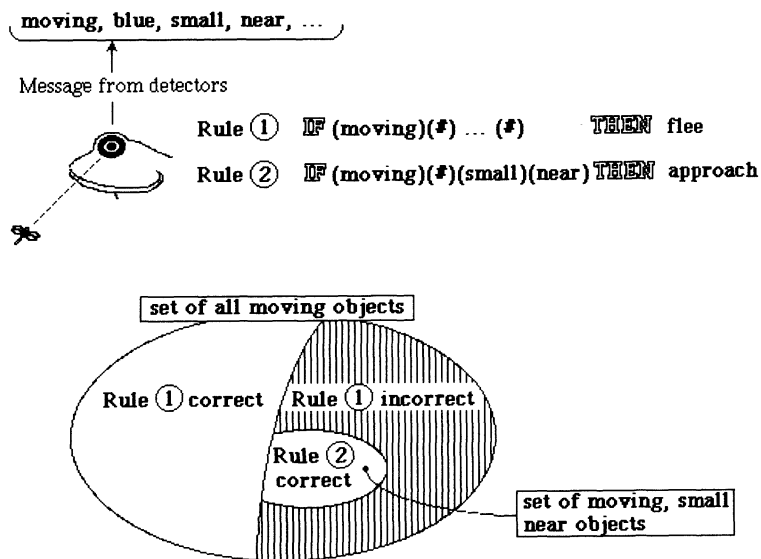 moving, blue, small, near, ...
Message from detectors
Rule 1 IF (moving)(#) ... (#) THEN flee
Rule 2 IF (moving)(#)(small)(near) THEN approach
set of all moving objects
Rule 1 correct
Rule 1 incorrect
Rule 2
correct
set of moving, small
near objects